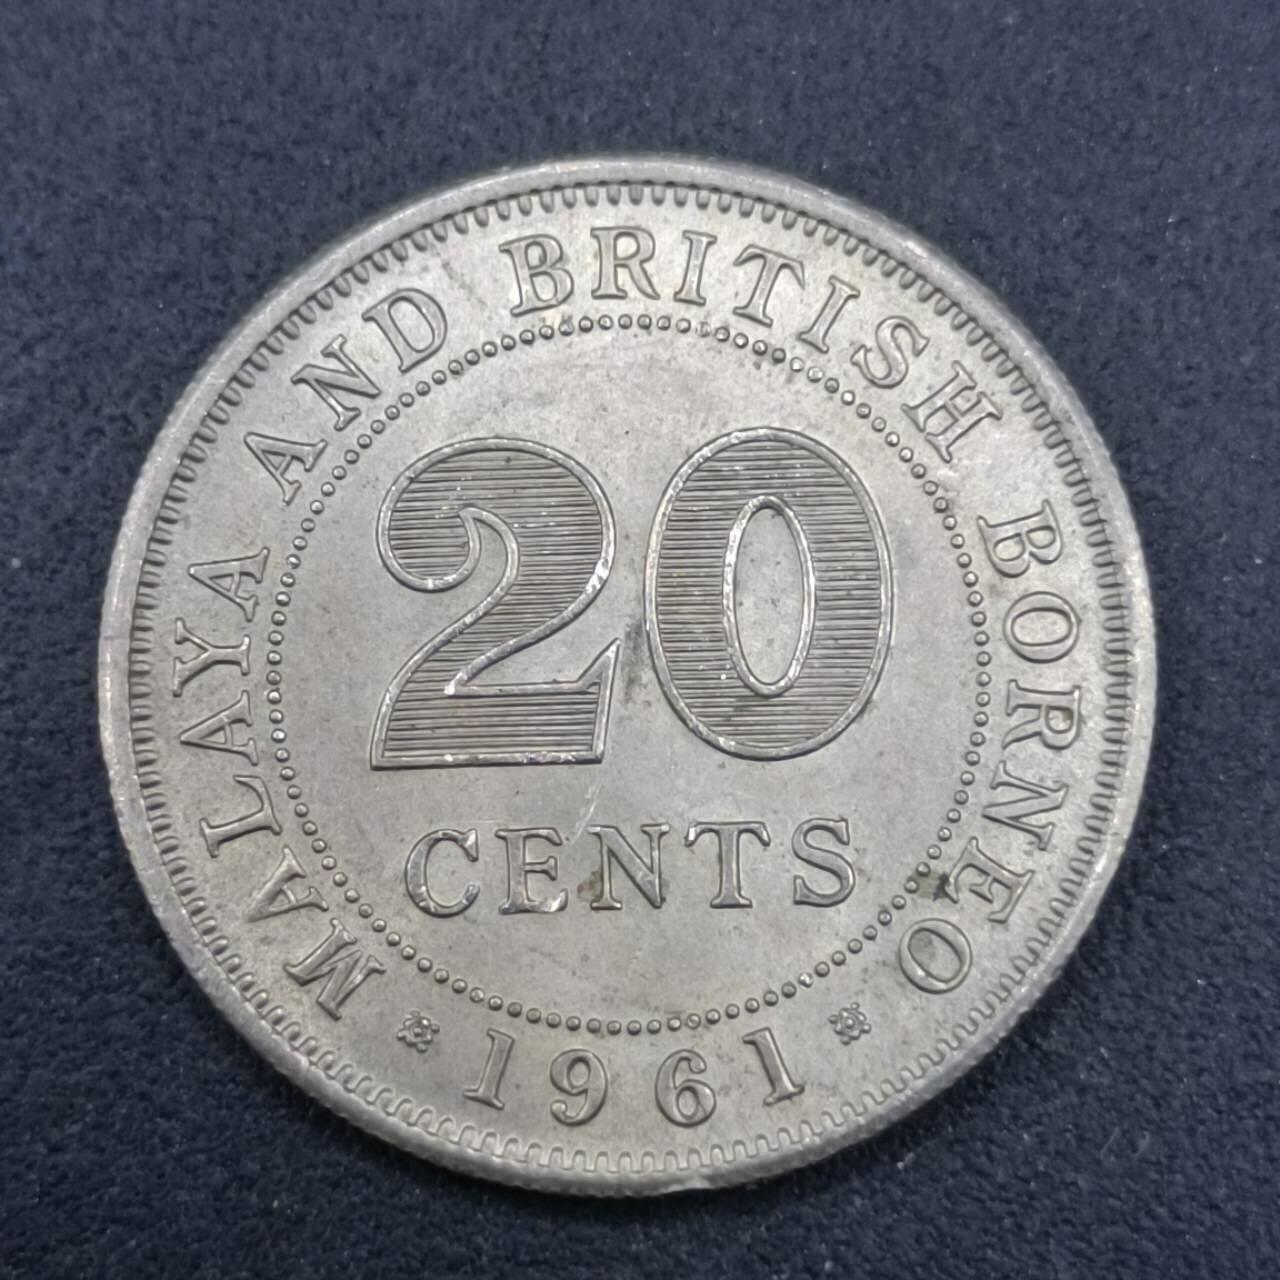 MALAYA AND BRITISH BORNEO
20
CENTS
1961